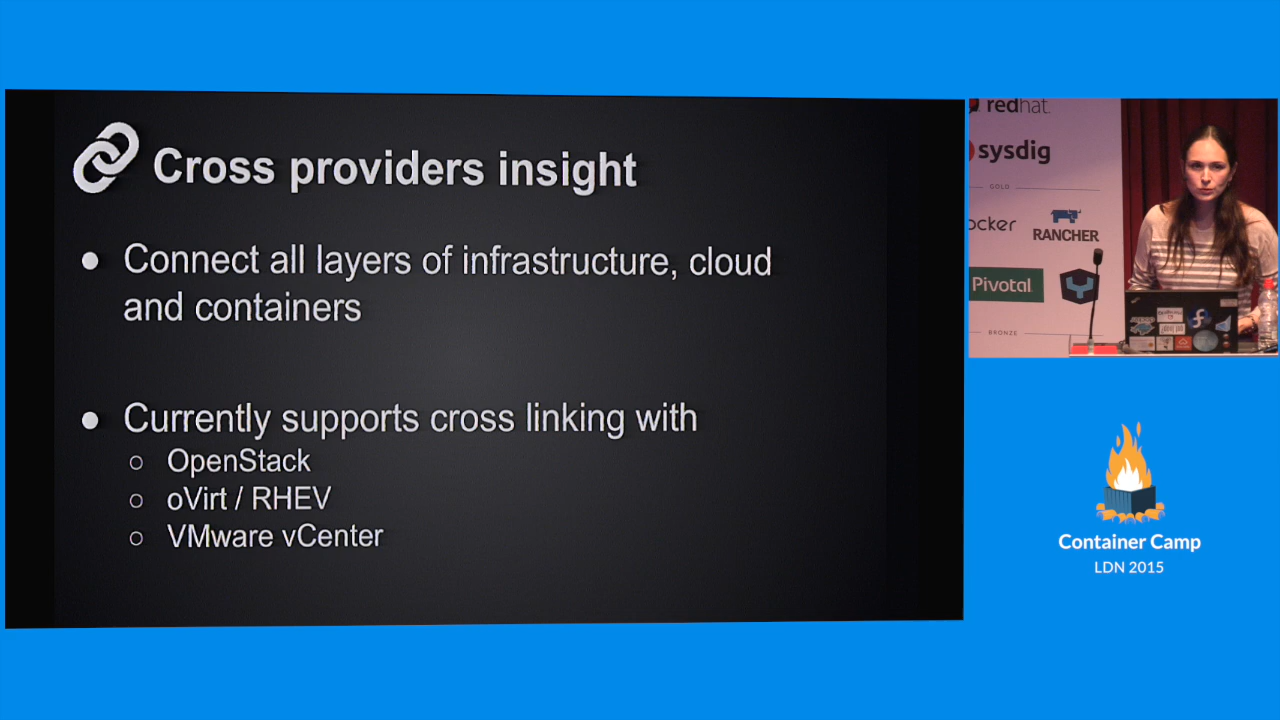 Cross providers insight
● Connect all layers of infrastructure, cloud
and containers
● Currently supports cross linking with
○ OpenStack
○ oVirt / RHEV
○ VMware vCenter
redhat.
sysdig
GOLD
ocker
RANCHER
Pivotal
BRONZE
Container Camp
LDN 2015